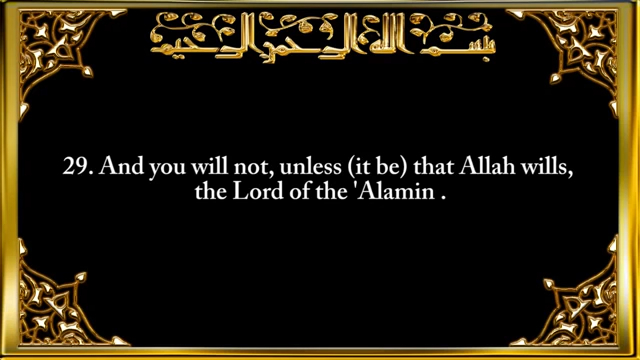 بسم الله الرحمن الرحيم
29. And you will not, unless (it be) that Allah wills,
the Lord of the 'Alamin .